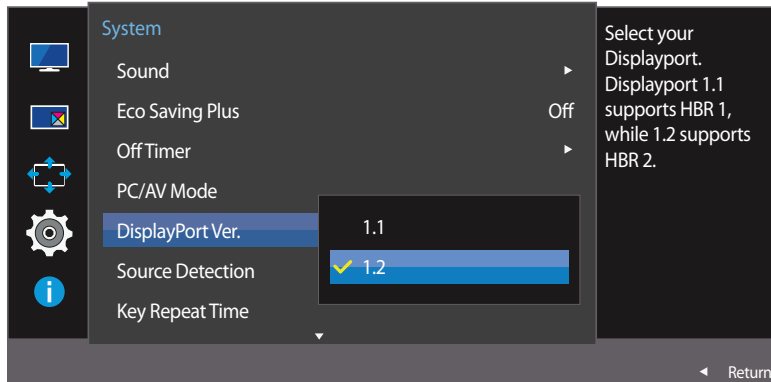 System
Sound
Eco Saving Plus
Off
Off Timer
PC/AV Mode
DisplayPort Ver.
1.1
1.2
Source Detection
Key Repeat Time
Select your
Displayport.
Displayport 1.1
supports HBR 1,
while 1.2 supports
HBR 2.
Return